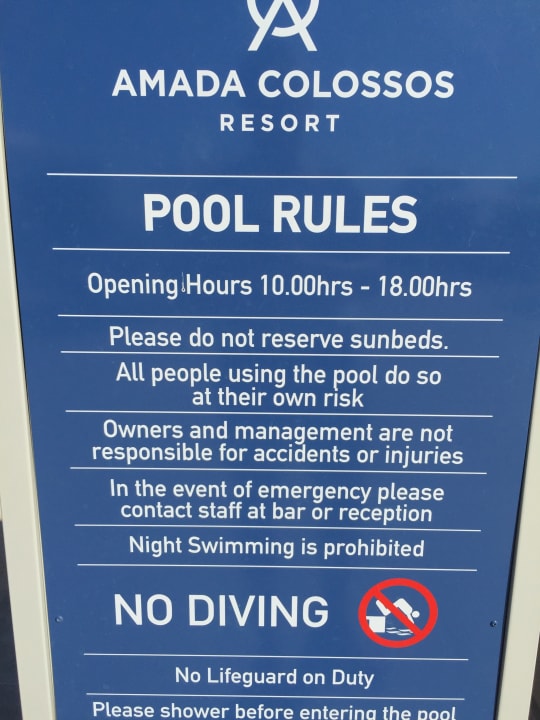 AMADA COLOSSOS
RESORT
POOL RULES
Opening Hours 10.00hrs - 18.00hrs
Please do not reserve sunbeds.
All people using the pool do so
at their own risk
Owners and management are not
responsible for accidents or injuries
In the event of emergency please
contact staff at bar or reception
Night Swimming is prohibited
NO DIVING
No Lifeguard on Duty
Please shower before entering the pool